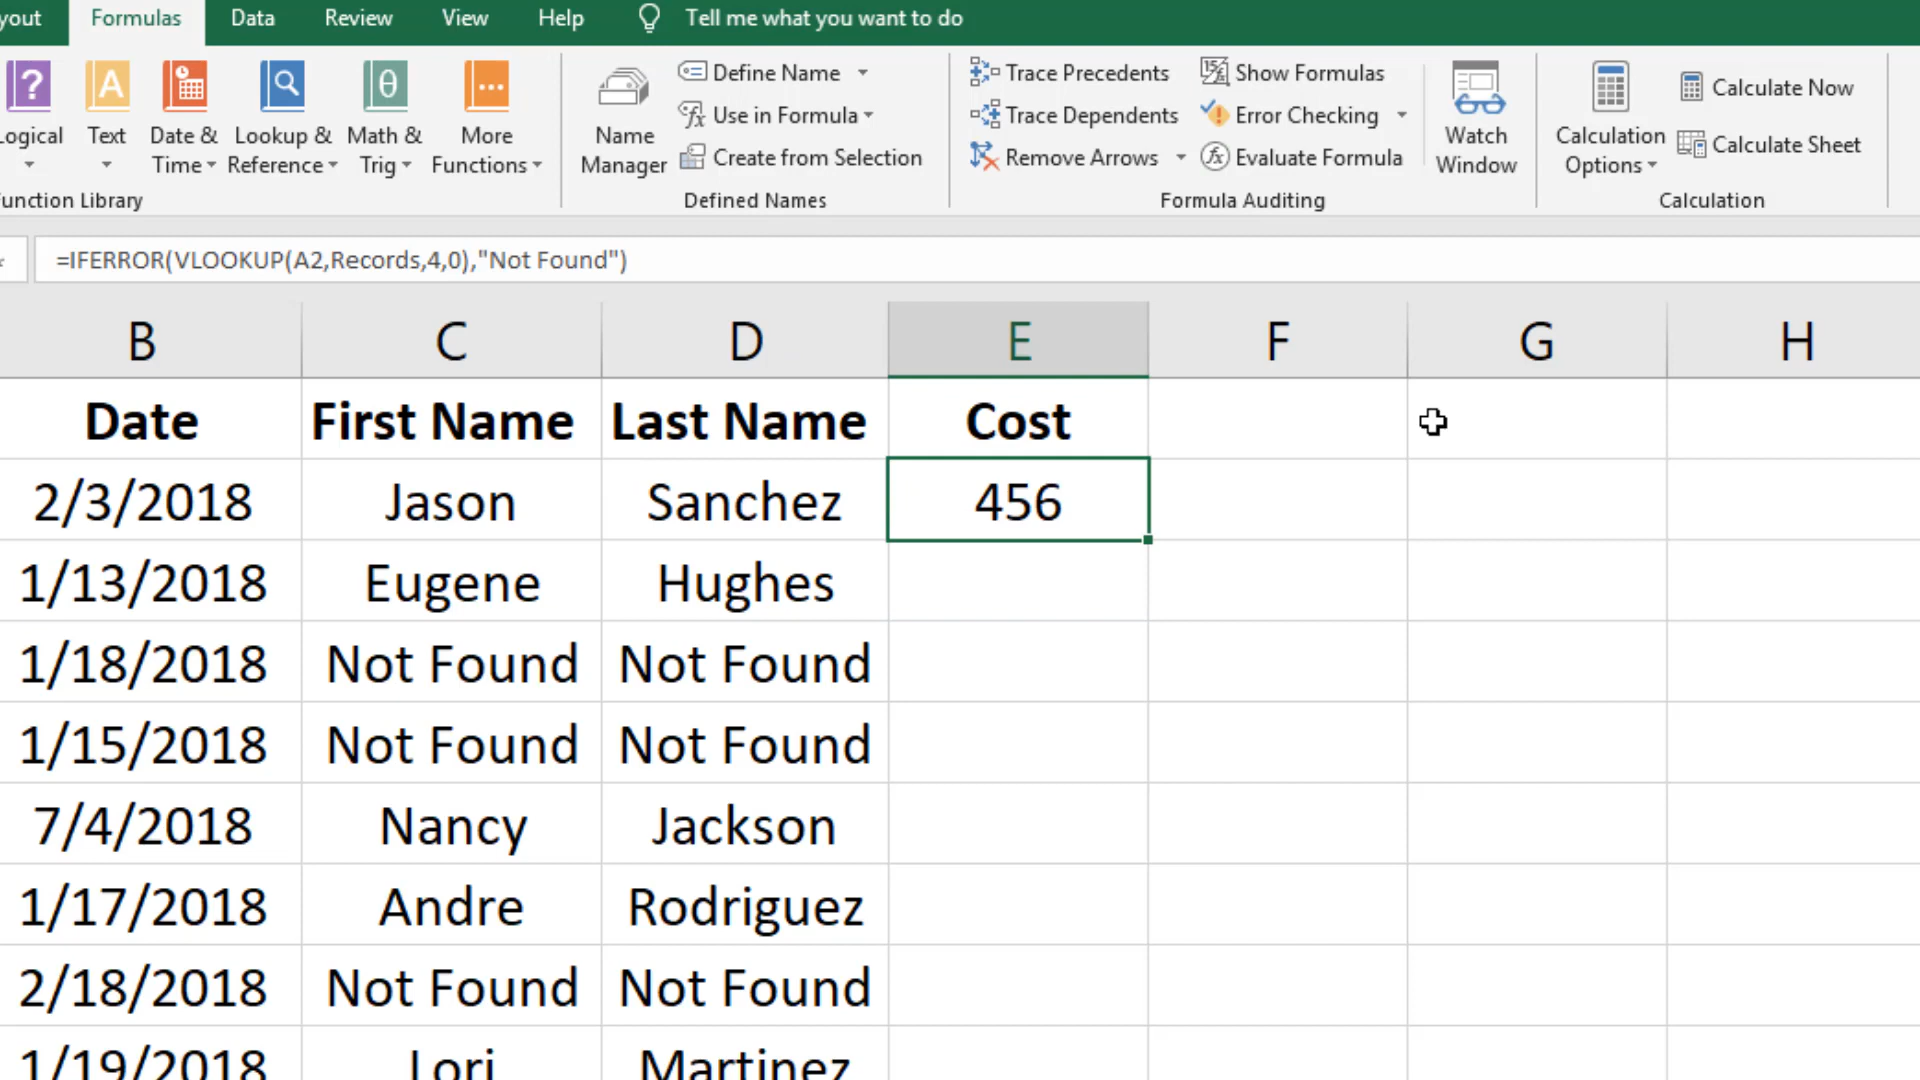 yout Formulas Data Review View Help Tell me what you want to do
Logical Text Date & Time Lookup & Reference Math & Trig More Functions
Function Library
Name Manager
Define Name
Use in Formula
Create from Selection
Defined Names
Trace Precedents
Trace Dependents
Remove Arrows
Show Formulas
Error Checking
Evaluate Formula
Formula Auditing
Watch Window
Calculation Options
Calculate Now
Calculate Sheet
Calculation
=IFERROR(VLOOKUP(A2,Records,4,0),"Not Found")
B C D E F G H
Date First Name Last Name Cost
2/3/2018 Jason Sanchez 456
1/13/2018 Eugene Hughes
1/18/2018 Not Found Not Found
1/15/2018 Not Found Not Found
7/4/2018 Nancy Jackson
1/17/2018 Andre Rodriguez
2/18/2018 Not Found Not Found
1/19/2018 Lori Martinez